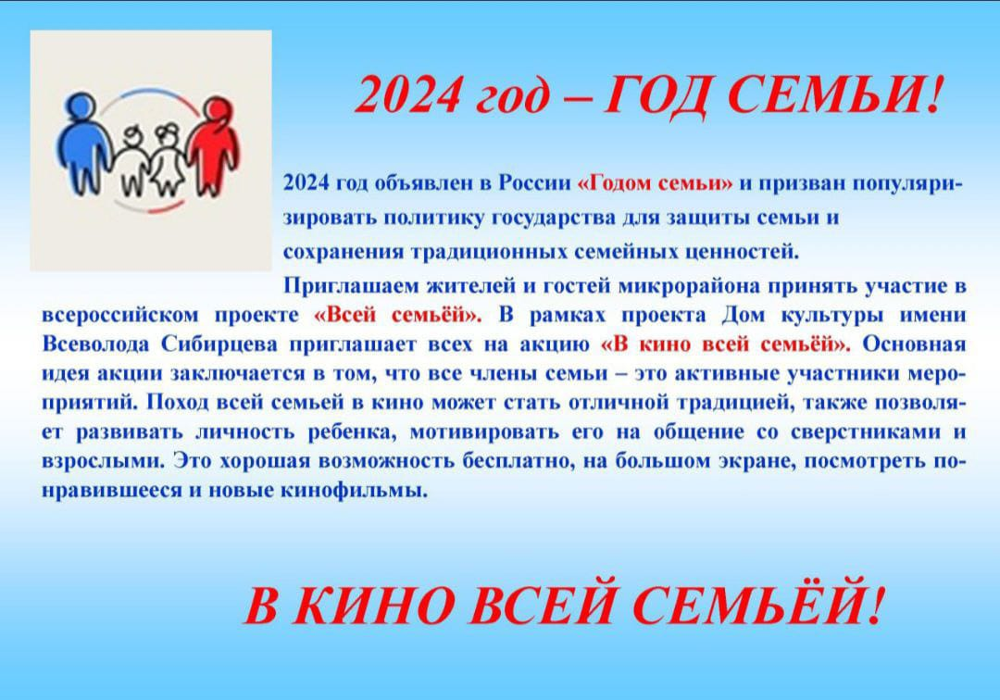 2024 год – ГОД СЕМЬИ!
2024 год объявлен в России «Годом семьи» и призван популяри-
зировать политику государства для защиты семьи и
сохранения традиционных семейных ценностей.
Приглашаем жителей и гостей микрорайона принять участие в
всероссийском проекте «Всей семьёй». В рамках проекта Дом культуры имени
Всеволода Сибирцева приглашает всех на акцию «В кино всей семьёй». Основная
идея акции заключается в том, что все члены семьи – это активные участники меро-
приятий. Поход всей семьей в кино может стать отличной традицией, также позволя-
ет развивать личность ребенка, мотивировать его на общение со сверстниками и
взрослыми. Это хорошая возможность бесплатно, на большом экране, посмотреть по-
нравившееся и новые кинофильмы.
В КИНО ВСЕЙ СЕМЬЁЙ!